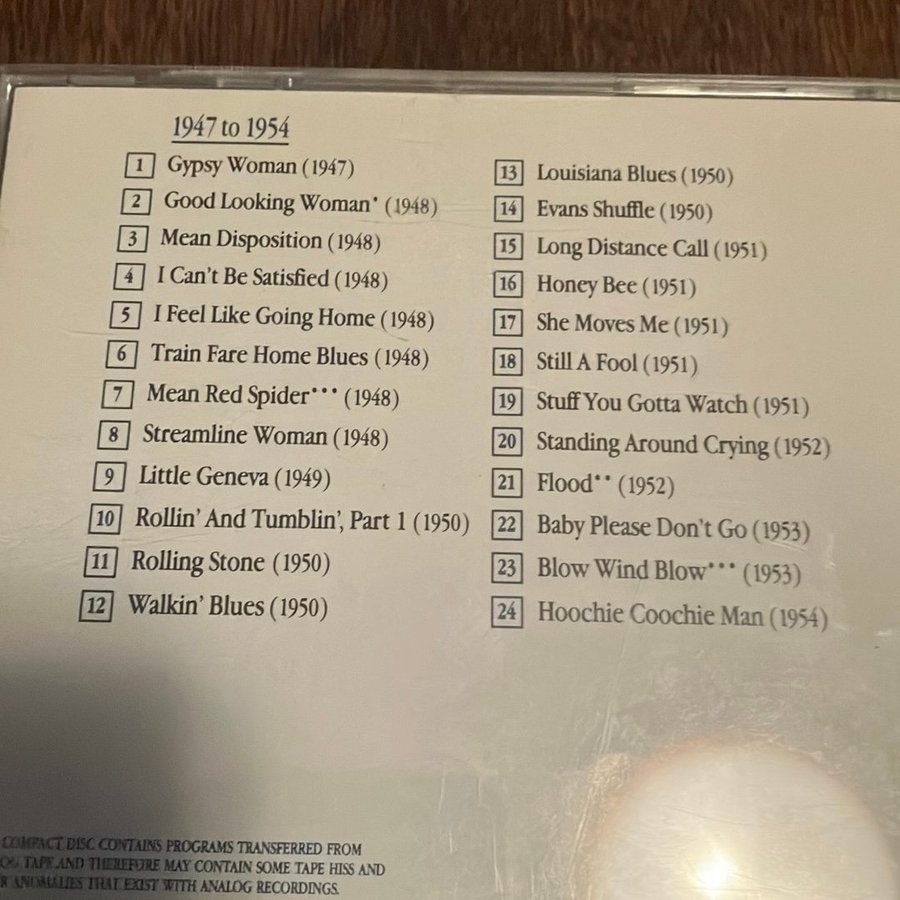 1947 to 1954
1 Gypsy Woman (1947)
2 Good Looking Woman* (1948)
3 Mean Disposition (1948)
4 I Can't Be Satisfied (1948)
5 I Feel Like Going Home (1948)
6 Train Fare Home Blues (1948)
7 Mean Red Spider*** (1948)
8 Streamline Woman (1948)
9 Little Geneva (1949)
10 Rollin' And Tumblin', Part 1 (1950)
11 Rolling Stone (1950)
12 Walkin' Blues (1950)
13 Louisiana Blues (1950)
14 Evans Shuffle (1950)
15 Long Distance Call (1951)
16 Honey Bee (1951)
17 She Moves Me (1951)
18 Still A Fool (1951)
19 Stuff You Gotta Watch (1951)
20 Standing Around Crying (1952)
21 Flood** (1952)
22 Baby Please Don't Go (1953)
23 Blow Wind Blow*** (1953)
24 Hoochie Coochie Man (1954)
COMPACT DISC CONTAINS PROGRAMS TRANSFERRED FROM
TAPE AND THEREFORE MAY CONTAIN SOME TAPE HISS AND
ANOMALIES THAT EXIST WITH ANALOG RECORDINGS.